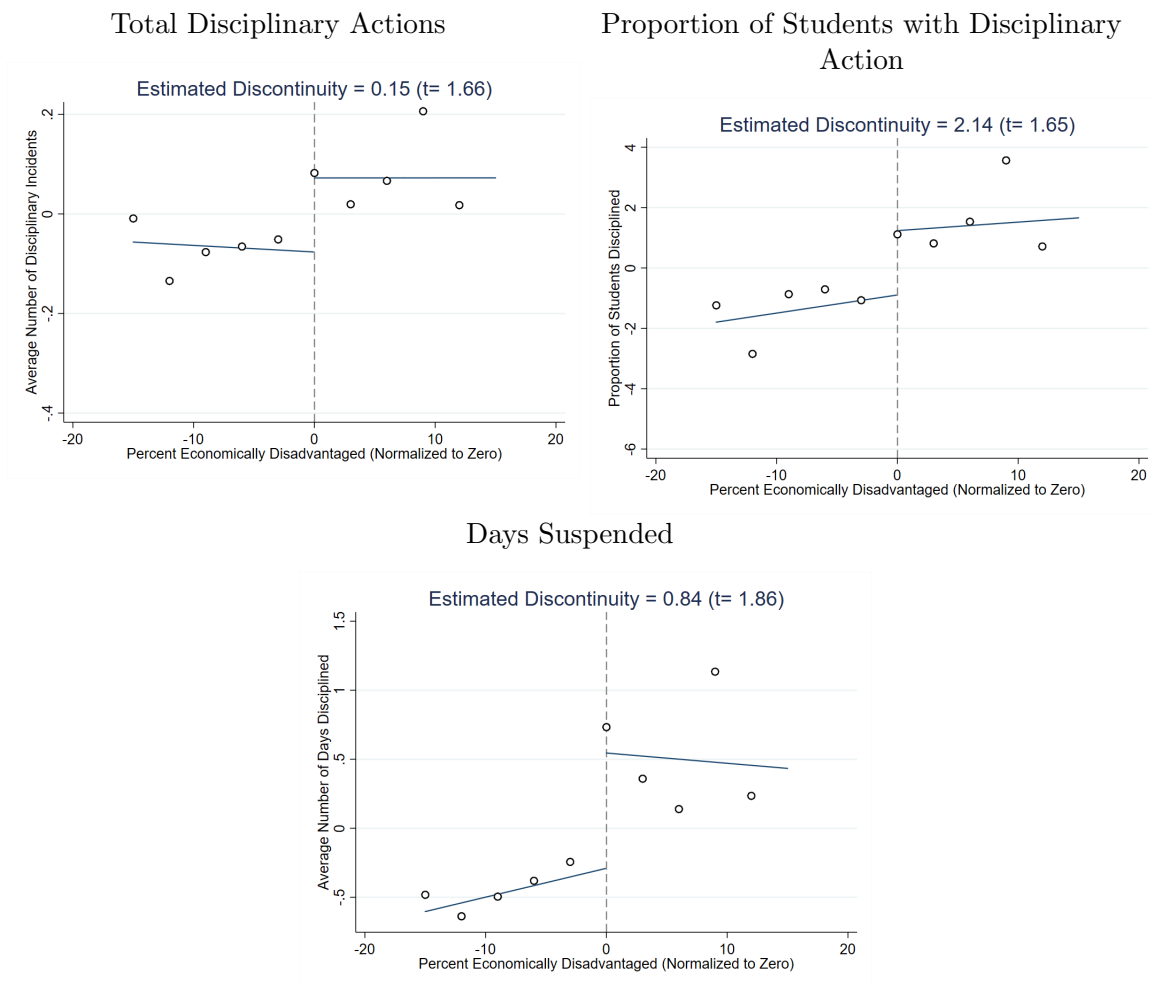 Total Disciplinary Actions
Estimated Discontinuity = 0.15 (t= 1.66)
Average Number of Disciplinary Incidents
.2
0
-.2
-.4
-20 -10 0 10 20
Percent Economically Disadvantaged (Normalized to Zero)
Proportion of Students with Disciplinary
Action
Estimated Discontinuity = 2.14 (t= 1.65)
Proportion of Students Disciplined
4
2
0
-2
-4
-6
-20 -10 0 10 20
Percent Economically Disadvantaged (Normalized to Zero)
Days Suspended
Estimated Discontinuity = 0.84 (t= 1.86)
Average Number of Days Disciplined
1.5
1
.5
0
-.5
-20 -10 0 10 20
Percent Economically Disadvantaged (Normalized to Zero)